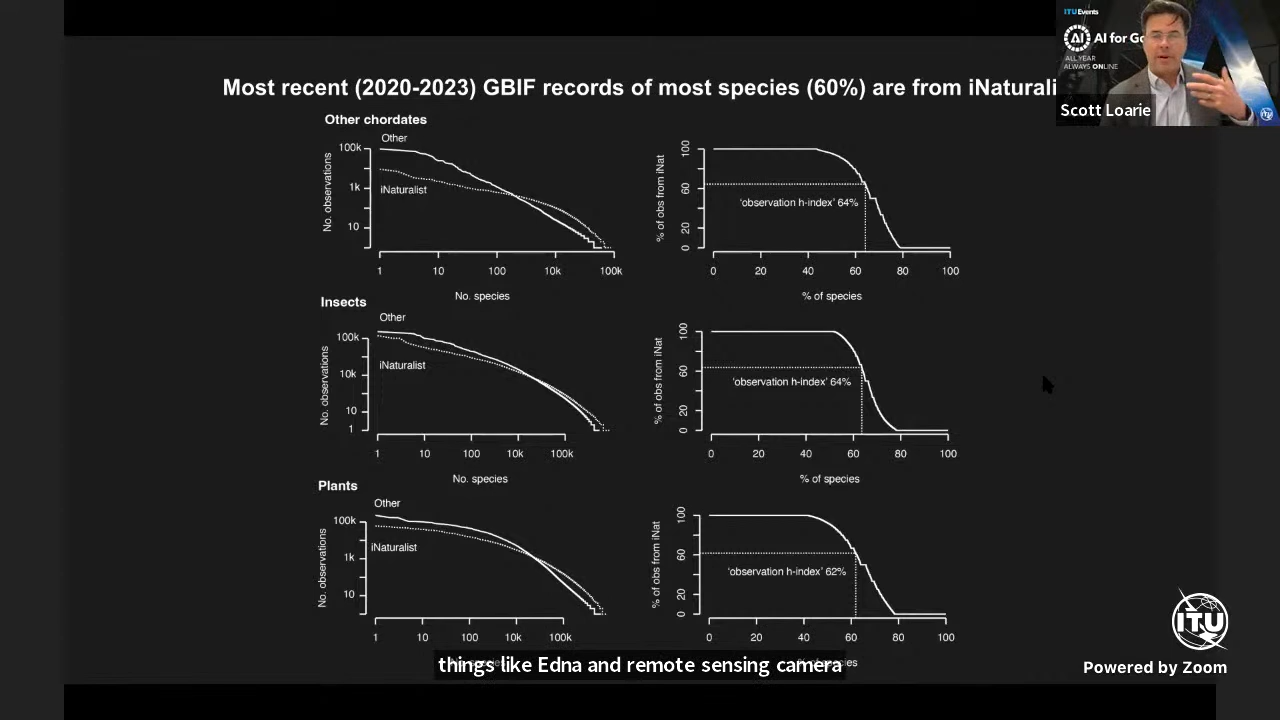 ITUEvents
AI
AI for Go
ALL YEAR
ALWAYS ONLINE
Scott Loarie
Most recent (2020-2023) GBIF records of most species (60%) are from iNaturali
Other chordates
Other
iNaturalist
No. observations
100k
1k
10
1
10
100
10k
100k
No. species
% of obs from iNat
100
60
20
0
'observation h-index' 64%
0
20
40
60
80
100
% of species
Insects
Other
iNaturalist
No. observations
100k
10k
10
1
1
10
100
10k
100k
No. species
% of obs from iNat
100
60
20
0
'observation h-index' 64%
0
20
40
60
80
100
% of species
Plants
Other
iNaturalist
No. observations
100k
1k
10
1
10
100
10k
100k
% of obs from iNat
100
60
20
0
'observation h-index' 62%
0
20
40
60
80
100
things like Edna and remote sensing camera
ITU
Powered by Zoom